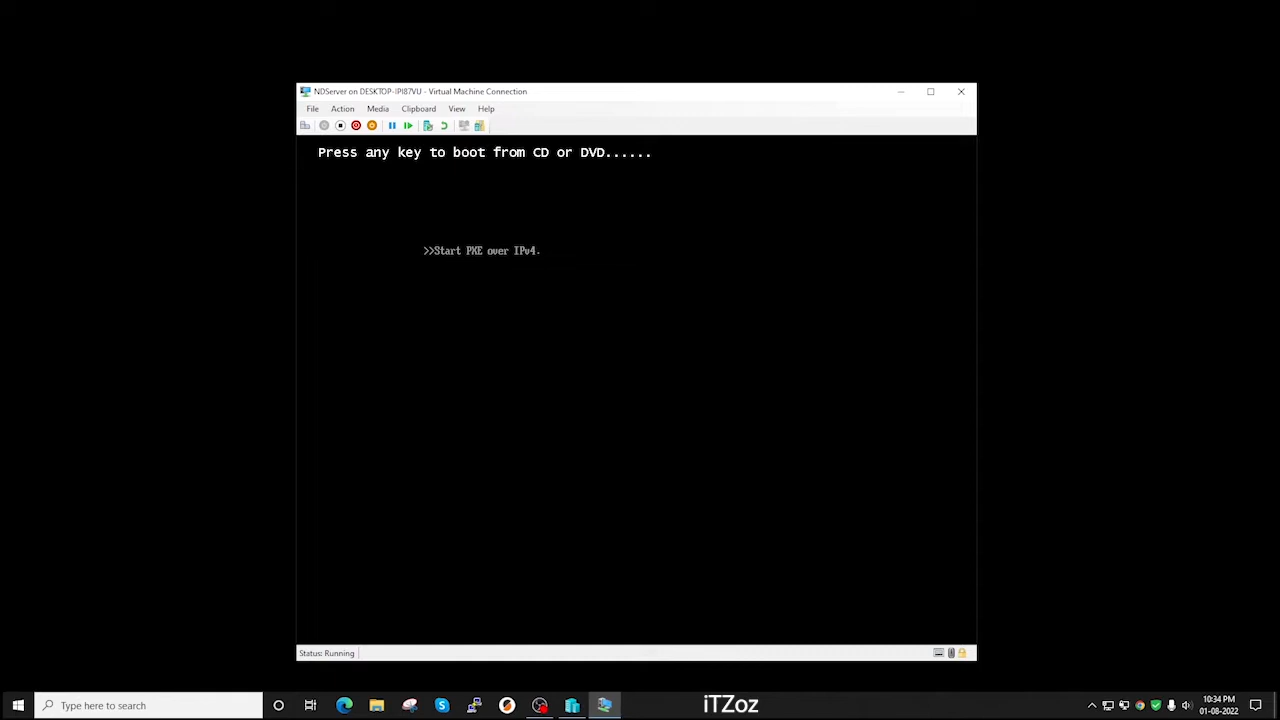 NDServer on DESKTOP-IPI87VU - Virtual Machine Connection
File Action Media Clipboard View Help
Press any key to boot from CD or DVD......
>>Start PXE over IPv4.
Status: Running
Type here to search
iTZoz
10:34 PM
01-08-2022